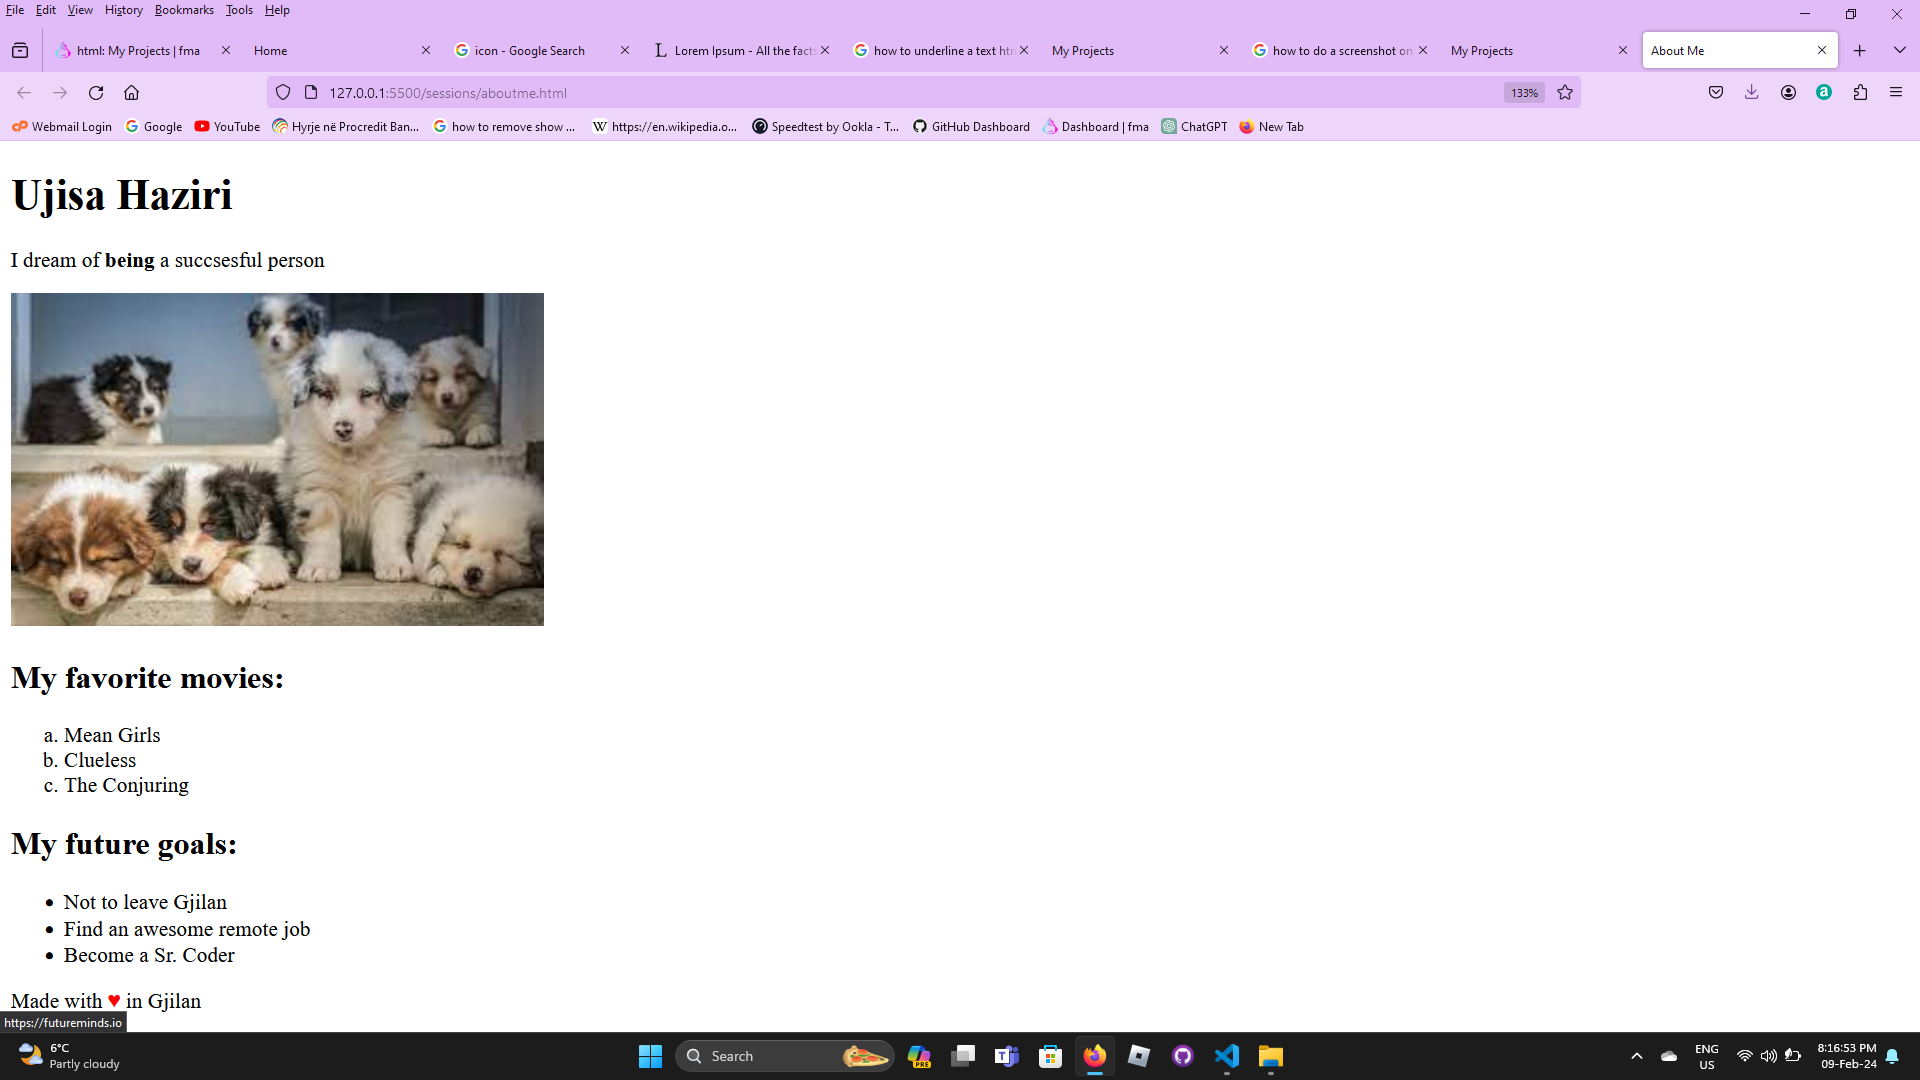 File Edit View History Bookmarks Tools Help
html: My Projects | fma
Home
icon - Google Search
Lorem Ipsum - All the facts
how to underline a text htm
My Projects
how to do a screenshot on
My Projects
About Me
127.0.0.1:5500/sessions/aboutme.html
133%
Webmail Login
Google
YouTube
Hyrje në Procredit Ban...
how to remove show ...
https://en.wikipedia.o...
Speedtest by Ookla - T...
GitHub Dashboard
Dashboard | fma
ChatGPT
New Tab
Ujisa Haziri
I dream of being a succsesful person
My favorite movies:
a. Mean Girls
b. Clueless
c. The Conjuring
My future goals:
• Not to leave Gjilan
• Find an awesome remote job
• Become a Sr. Coder
Made with ♥ in Gjilan
https://futureminds.io
6°C
Partly cloudy
Search
PRE
ENG
US
8:16:53 PM
09-Feb-24